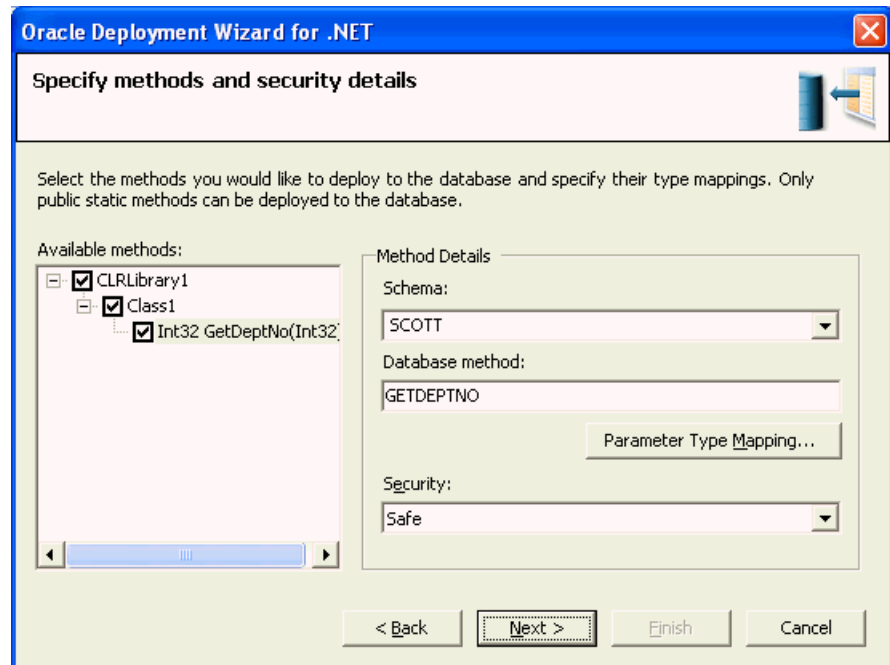 Oracle Deployment Wizard for .NET
Specify methods and security details
Select the methods you would like to deploy to the database and specify their type mappings. Only
public static methods can be deployed to the database.
Available methods:
CLRLibrary1
Class1
Int32 GetDeptNo(Int32)
Method Details
Schema:
SCOTT
Database method:
GETDEPTNO
Parameter Type Mapping...
Security:
Safe
< Back
Next >
Finish
Cancel